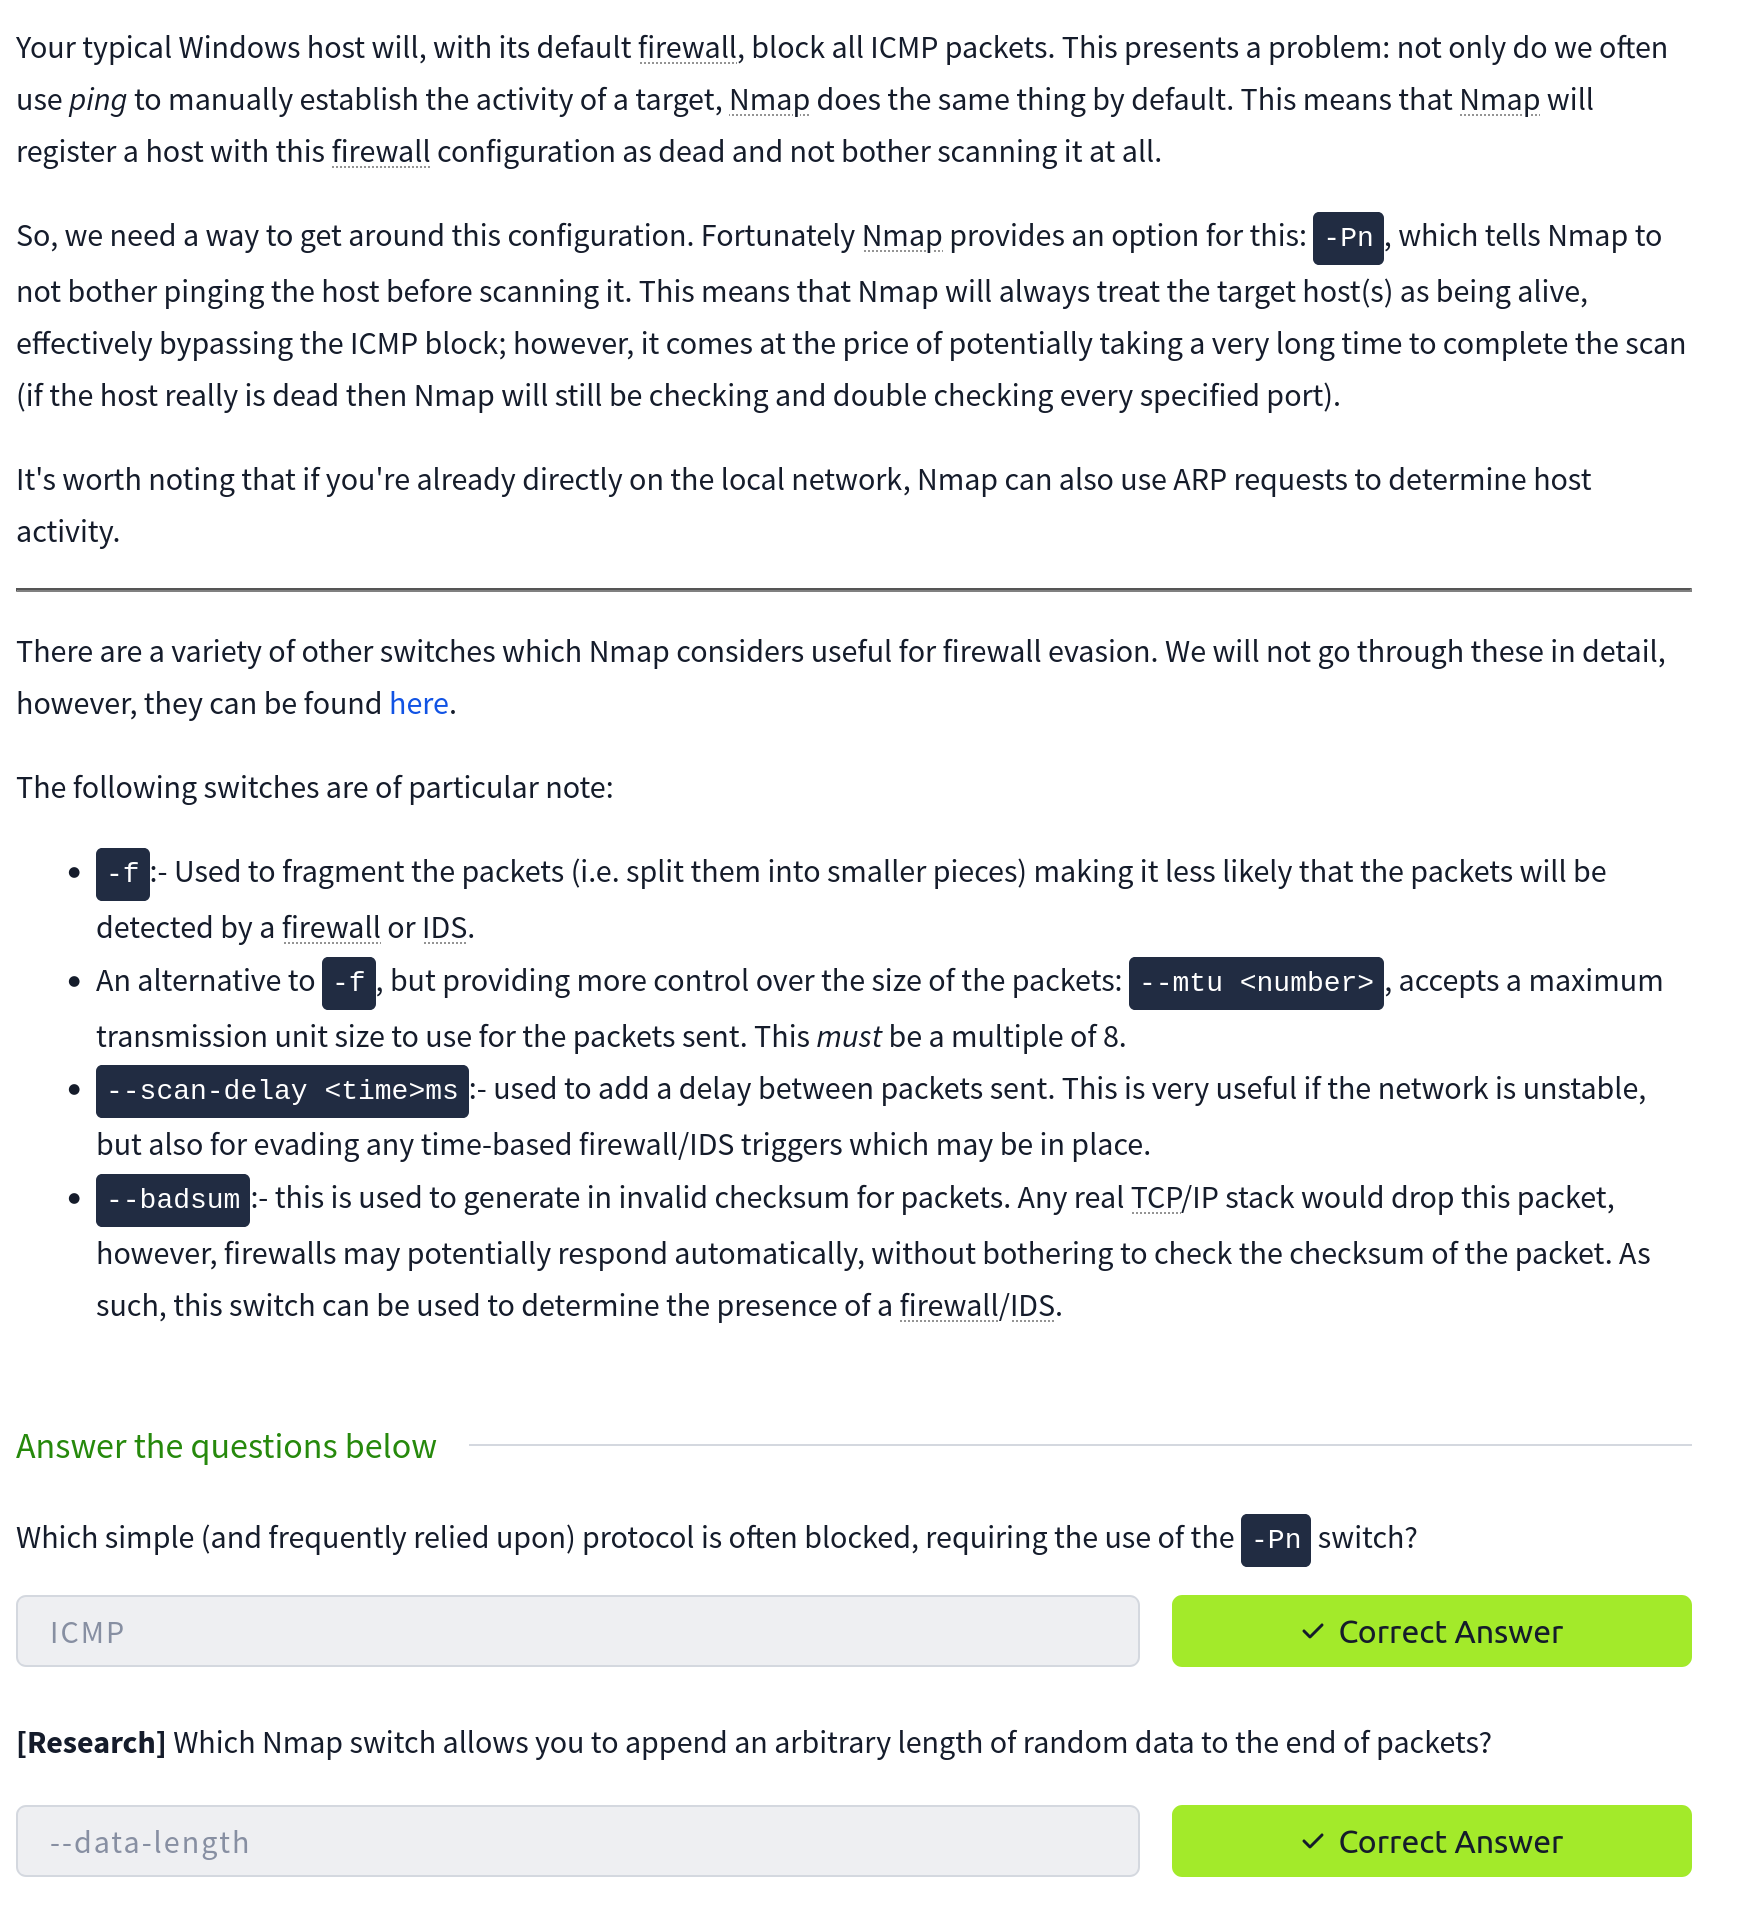 Your typical Windows host will, with its default firewall, block all ICMP packets. This presents a problem: not only do we often
use ping to manually establish the activity of a target, Nmap does the same thing by default. This means that Nmap will
register a host with this firewall configuration as dead and not bother scanning it at all.
So, we need a way to get around this configuration. Fortunately Nmap provides an option for this: -Pn, which tells Nmap to
not bother pinging the host before scanning it. This means that Nmap will always treat the target host(s) as being alive,
effectively bypassing the ICMP block; however, it comes at the price of potentially taking a very long time to complete the scan
(if the host really is dead then Nmap will still be checking and double checking every specified port).
It's worth noting that if you're already directly on the local network, Nmap can also use ARP requests to determine host
activity.
There are a variety of other switches which Nmap considers useful for firewall evasion. We will not go through these in detail,
however, they can be found here.
The following switches are of particular note:
• -f:- Used to fragment the packets (i.e. split them into smaller pieces) making it less likely that the packets will be
detected by a firewall or IDS.
• An alternative to -f, but providing more control over the size of the packets: --mtu <number>, accepts a maximum
transmission unit size to use for the packets sent. This must be a multiple of 8.
• --scan-delay <time>ms:- used to add a delay between packets sent. This is very useful if the network is unstable,
but also for evading any time-based firewall/IDS triggers which may be in place.
• --badsum:- this is used to generate in invalid checksum for packets. Any real TCP/IP stack would drop this packet,
however, firewalls may potentially respond automatically, without bothering to check the checksum of the packet. As
such, this switch can be used to determine the presence of a firewall/IDS.
Answer the questions below
Which simple (and frequently relied upon) protocol is often blocked, requiring the use of the -Pn switch?
ICMP
✓ Correct Answer
[Research] Which Nmap switch allows you to append an arbitrary length of random data to the end of packets?
--data-length
✓ Correct Answer